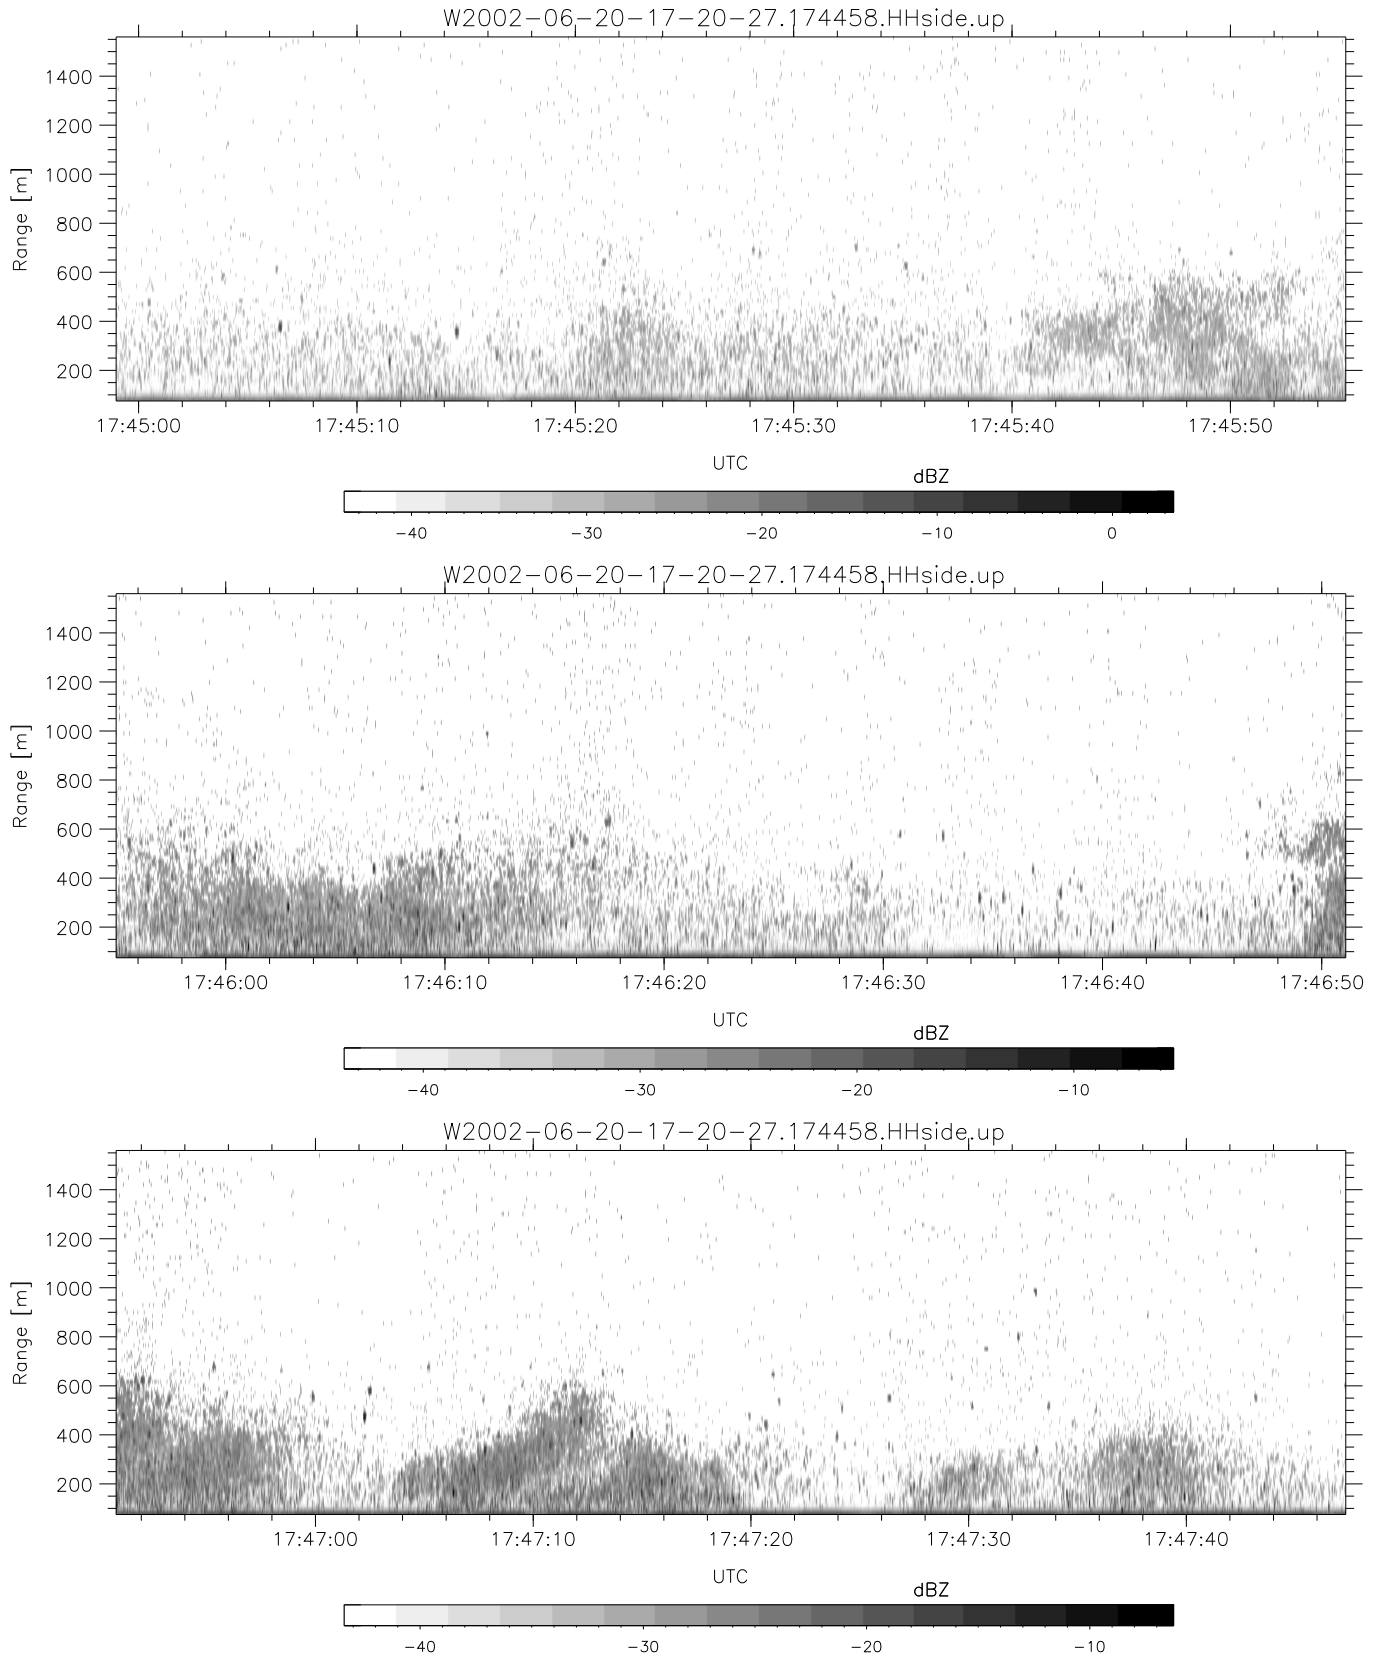 W2002-06-20-17-20-27.174458.HHside.up
Range [m]
1400
1200
1000
800
600
400
200
17:45:00 17:45:10 17:45:20 17:45:30 17:45:40 17:45:50
UTC
dBZ
-40 -30 -20 -10 0
W2002-06-20-17-20-27.174458.HHside.up
Range [m]
1400
1200
1000
800
600
400
200
17:46:00 17:46:10 17:46:20 17:46:30 17:46:40 17:46:50
UTC
dBZ
-40 -30 -20 -10
W2002-06-20-17-20-27.174458.HHside.up
Range [m]
1400
1200
1000
800
600
400
200
17:47:00 17:47:10 17:47:20 17:47:30 17:47:40
UTC
dBZ
-40 -30 -20 -10